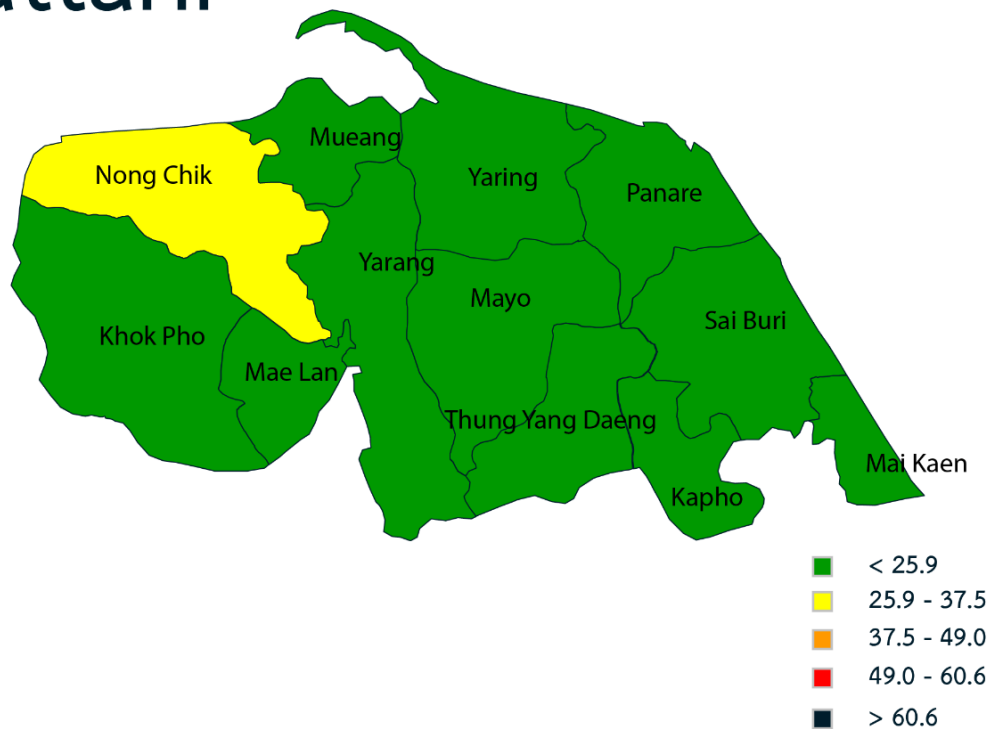 Mueang
Nong Chik
Yaring
Panare
Yarang
Mayo
Sai Buri
Khok Pho
Mae Lan
Thung Yang Daeng
Mai Kaen
Kapho
< 25.9
25.9 - 37.5
37.5 - 49.0
49.0 - 60.6
> 60.6